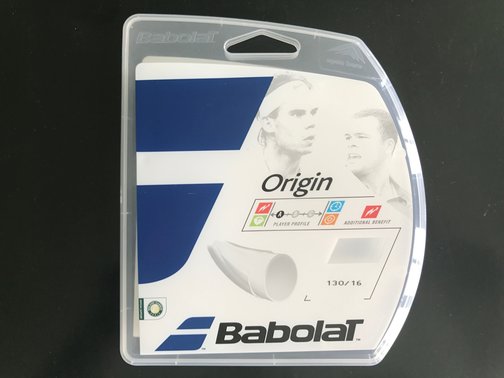 BabolaT
Origin
PLAYER PROFILE
ADDITIONAL BENEFIT
130/16
BabolaT